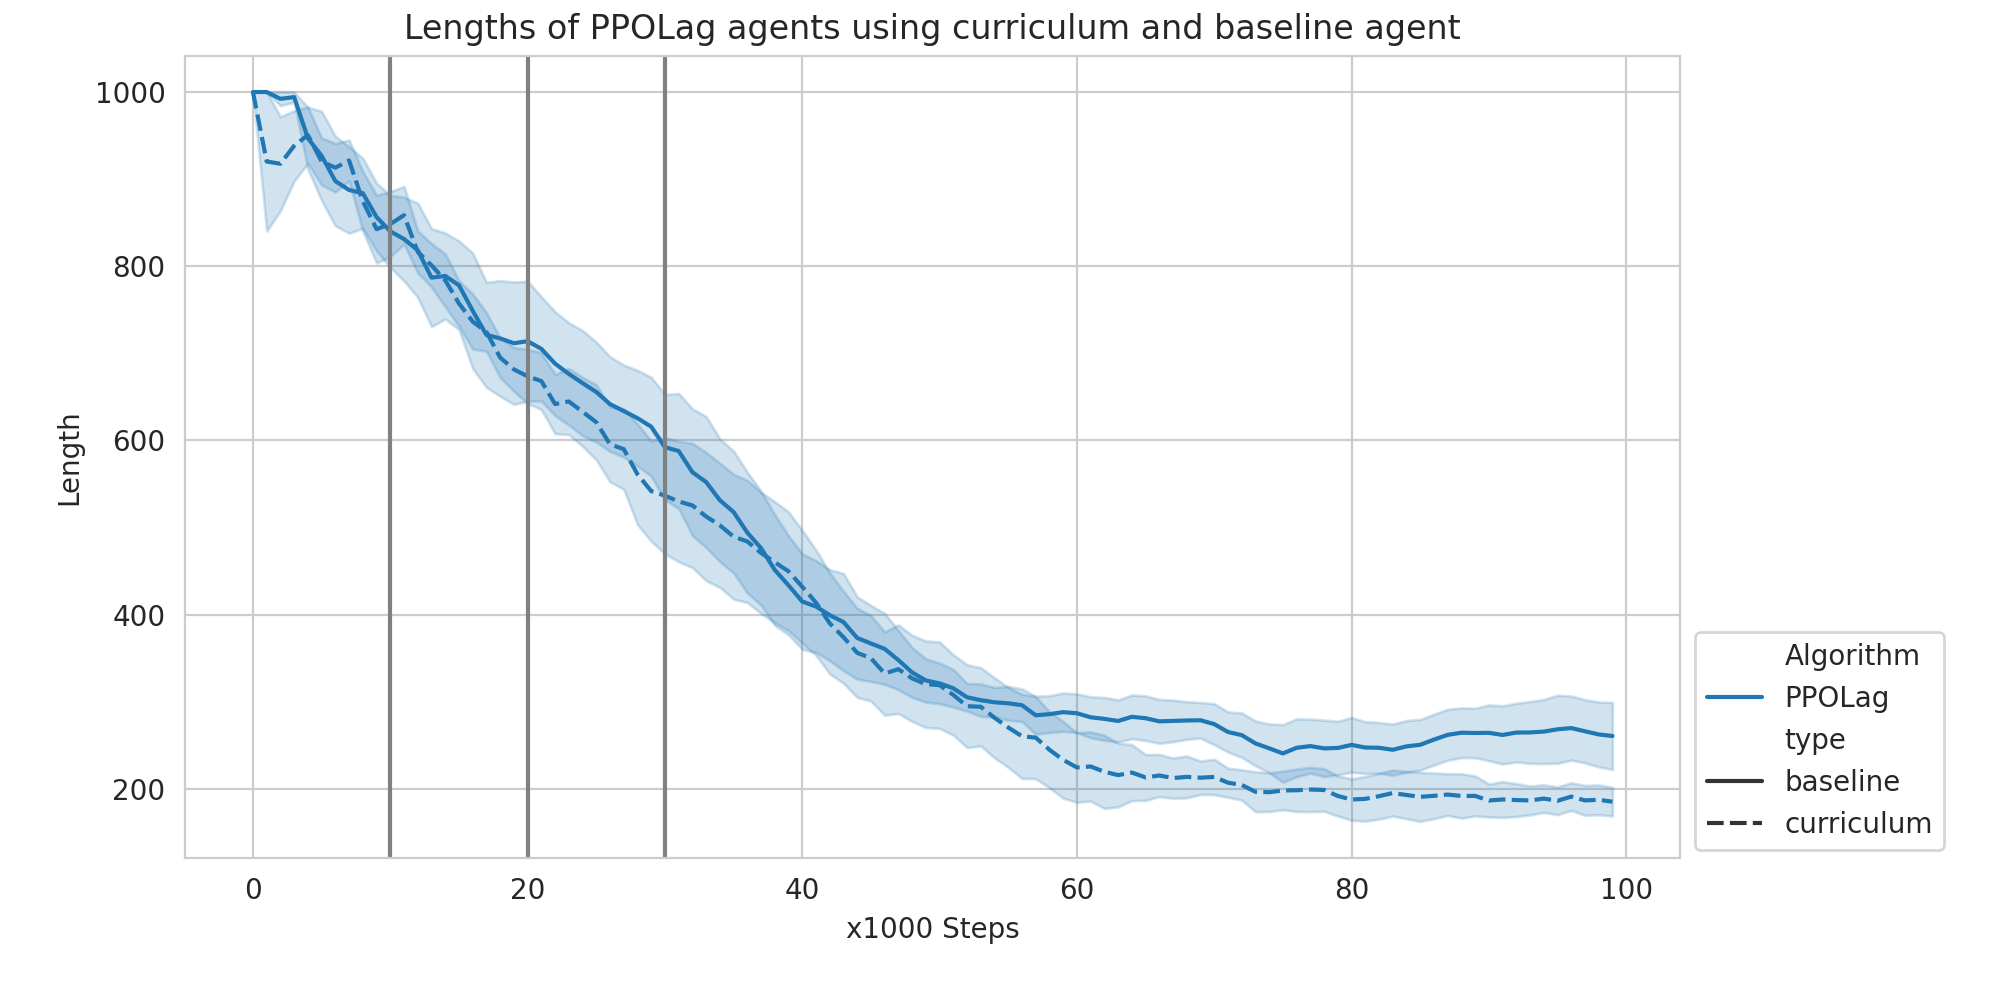 Lengths of PPOLag agents using curriculum and baseline agent
1000
800
600
400
200
Length
0 20 40 60 80 100
x1000 Steps
Algorithm
PPOLag
type
baseline
curriculum